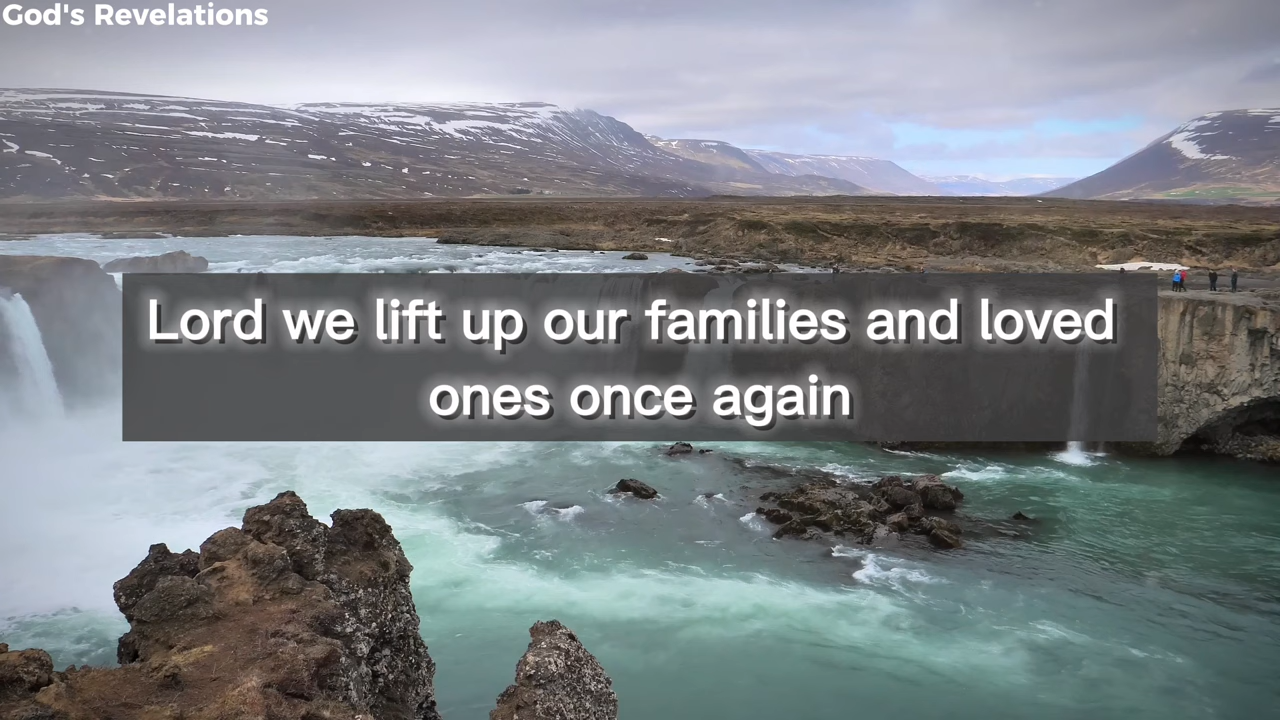 God's Revelations
Lord we lift up our families and loved
ones once again